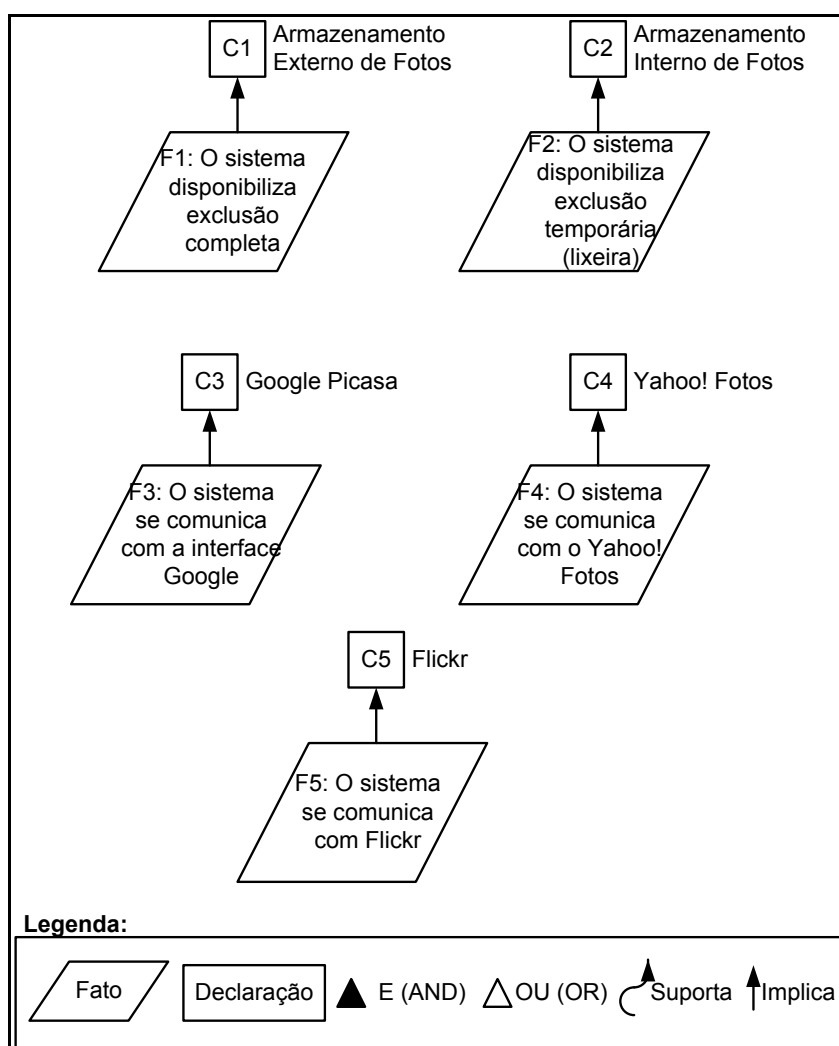 C1
Armazenamento
Externo de Fotos
C2
Armazenamento
Interno de Fotos
F1: O sistema
disponibiliza
exclusão
completa
F2: O sistema
disponibiliza
exclusão
temporária
(lixeira)
C3
Google Picasa
C4
Yahoo! Fotos
F3: O sistema
se comunica
com a interface
Google
F4: O sistema
se comunica
com o Yahoo!
Fotos
C5
Flickr
F5: O sistema
se comunica
com Flickr
Legenda:
Fato
Declaração
E (AND)
OU (OR)
Suporta
Implica